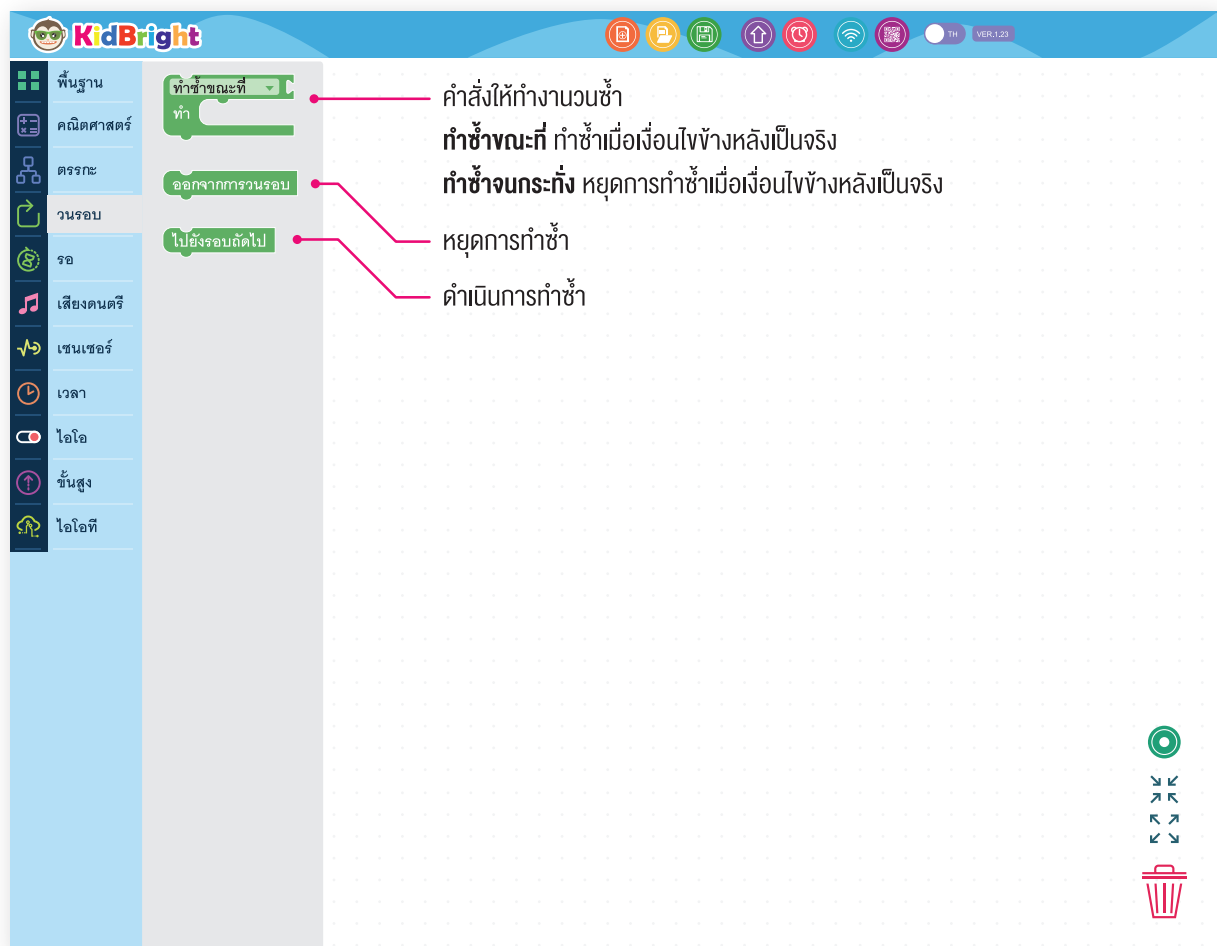 KidBright
TH
VER.1.23
พื้นฐาน
คณิตศาสตร์
ตรรกะ
วนรอบ
รอ
เสียงดนตรี
เซนเซอร์
เวลา
ไอโอ
ขั้นสูง
ไอโอที
ทำซ้ำขณะที่
ทำ
ออกจากการวนรอบ
ไปยังรอบถัดไป
คำสั่งให้ทำงานวนซ้ำ
ทำซ้ำขณะที่ ทำซ้ำเมื่อเงื่อนไขข้างหลังเป็นจริง
ทำซ้ำจนกระทั่ง หยุดการทำซ้ำเมื่อเงื่อนไขข้างหลังเป็นจริง
หยุดการทำซ้ำ
ดำเนินการทำซ้ำ